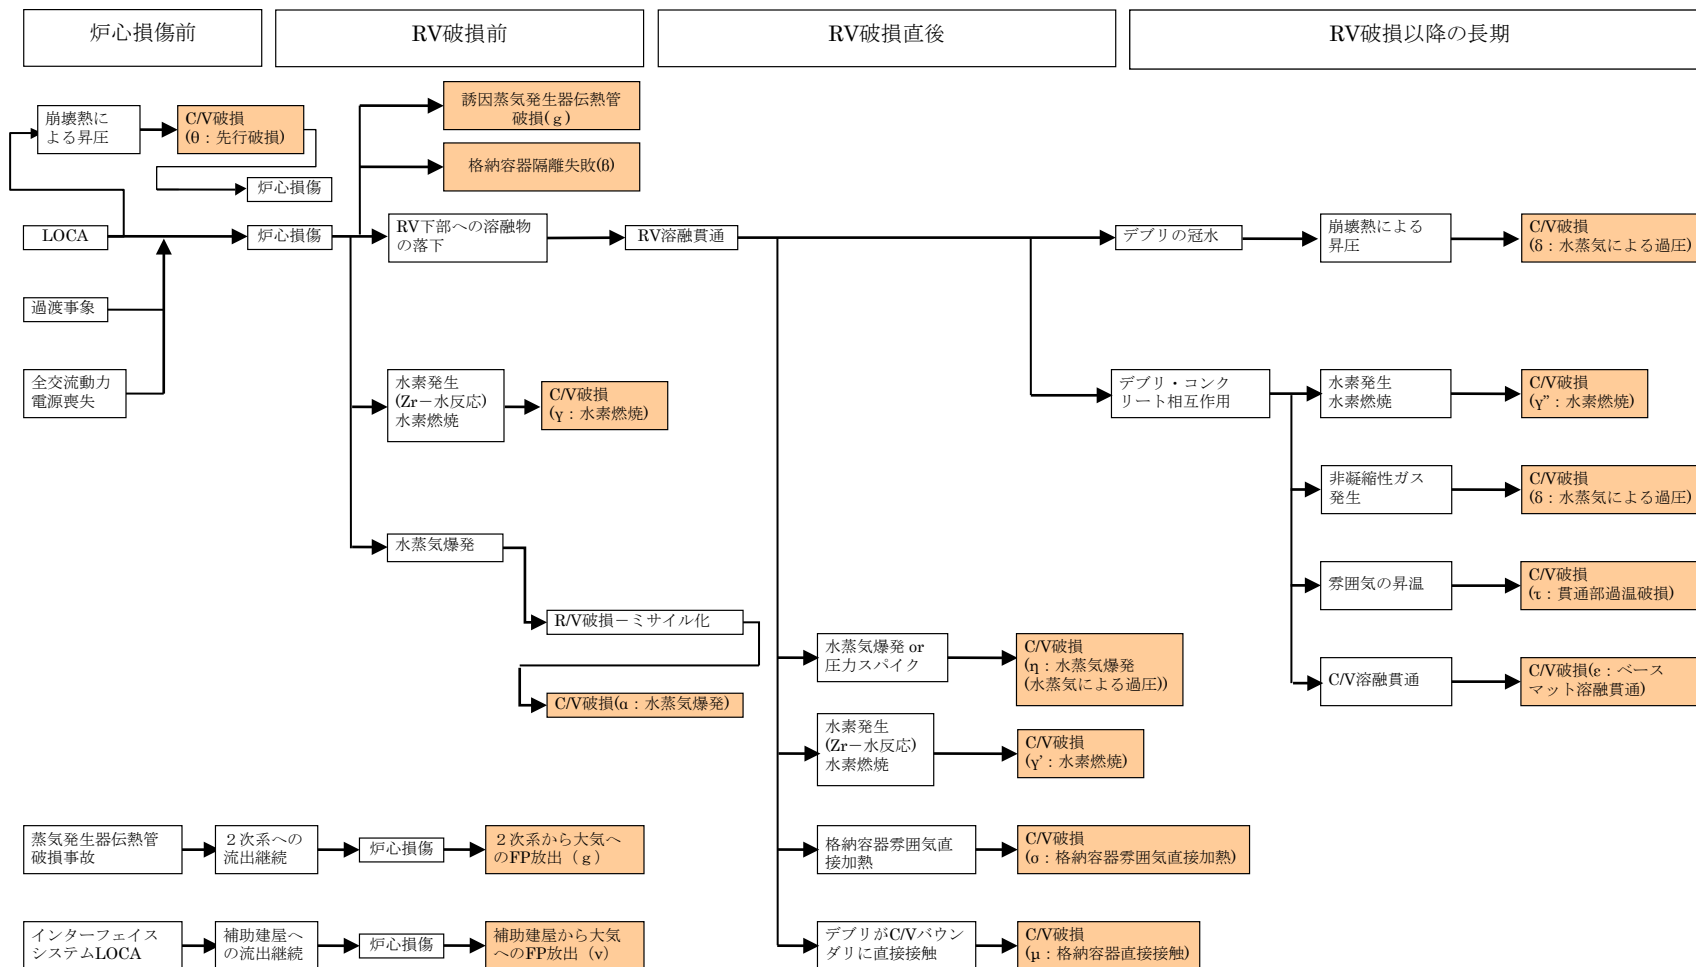 炉心損傷前
RV破損前
RV破損直後
RV破損以降の長期
崩壊熱に
よる昇圧
C/V破損
(θ：先行破損)
炉心損傷
誘因蒸気発生器伝熱管
破損(ｇ)
格納容器隔離失敗(β)
LOCA
炉心損傷
RV下部への溶融物
の落下
RV溶融貫通
デブリの冠水
崩壊熱による
昇圧
C/V破損
(δ：水蒸気による過圧)
過渡事象
全交流動力
電源喪失
水素発生
(Zr－水反応)
水素燃焼
C/V破損
(γ：水素燃焼)
デブリ・コンク
リート相互作用
水素発生
水素燃焼
C/V破損
(γ”：水素燃焼)
非凝縮性ガス
発生
C/V破損
(δ：水蒸気による過圧)
水蒸気爆発
雰囲気の昇温
C/V破損
(τ：貫通部過温破損)
R/V破損－ミサイル化
C/V破損(α：水蒸気爆発)
水蒸気爆発 or
圧力スパイク
C/V破損
(η：水蒸気爆発
(水蒸気による過圧))
C/V溶融貫通
C/V破損(ε：ベース
マット溶融貫通)
水素発生
(Zr－水反応)
水素燃焼
C/V破損
(γ’：水素燃焼)
蒸気発生器伝熱管
破損事故
２次系への
流出継続
炉心損傷
２次系から大気へ
のFP放出（ｇ）
格納容器雰囲気直
接加熱
C/V破損
(σ：格納容器雰囲気直接加熱)
インターフェイス
システムLOCA
補助建屋へ
の流出継続
炉心損傷
補助建屋から大気
へのFP放出（ν）
デブリがC/Vバウン
ダリに直接接触
C/V破損
(μ：格納容器直接接触)